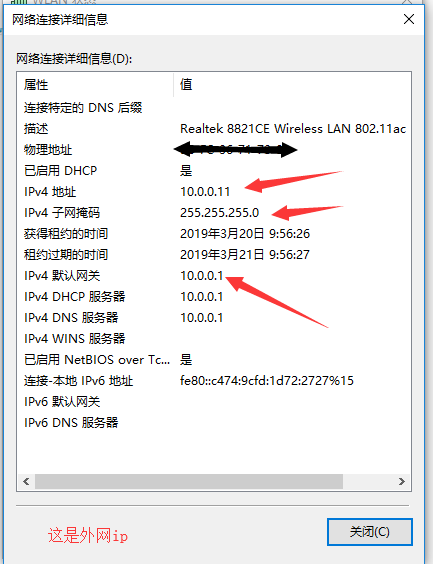 网络连接详细信息
网络连接详细信息(D):
属性 值
连接特定的 DNS 后缀
描述 Realtek 8821CE Wireless LAN 802.11ac
物理地址
已启用 DHCP 是
IPv4 地址 10.0.0.11
IPv4 子网掩码 255.255.255.0
获得租约的时间 2019年3月20日 9:56:26
租约过期的时间 2019年3月21日 9:56:27
IPv4 默认网关 10.0.0.1
IPv4 DHCP 服务器 10.0.0.1
IPv4 DNS 服务器 10.0.0.1
IPv4 WINS 服务器
已启用 NetBIOS over Tc... 是
连接-本地 IPv6 地址 fe80::c474:9cfd:1d72:2727%15
IPv6 默认网关
IPv6 DNS 服务器
这是外网ip
关闭(C)